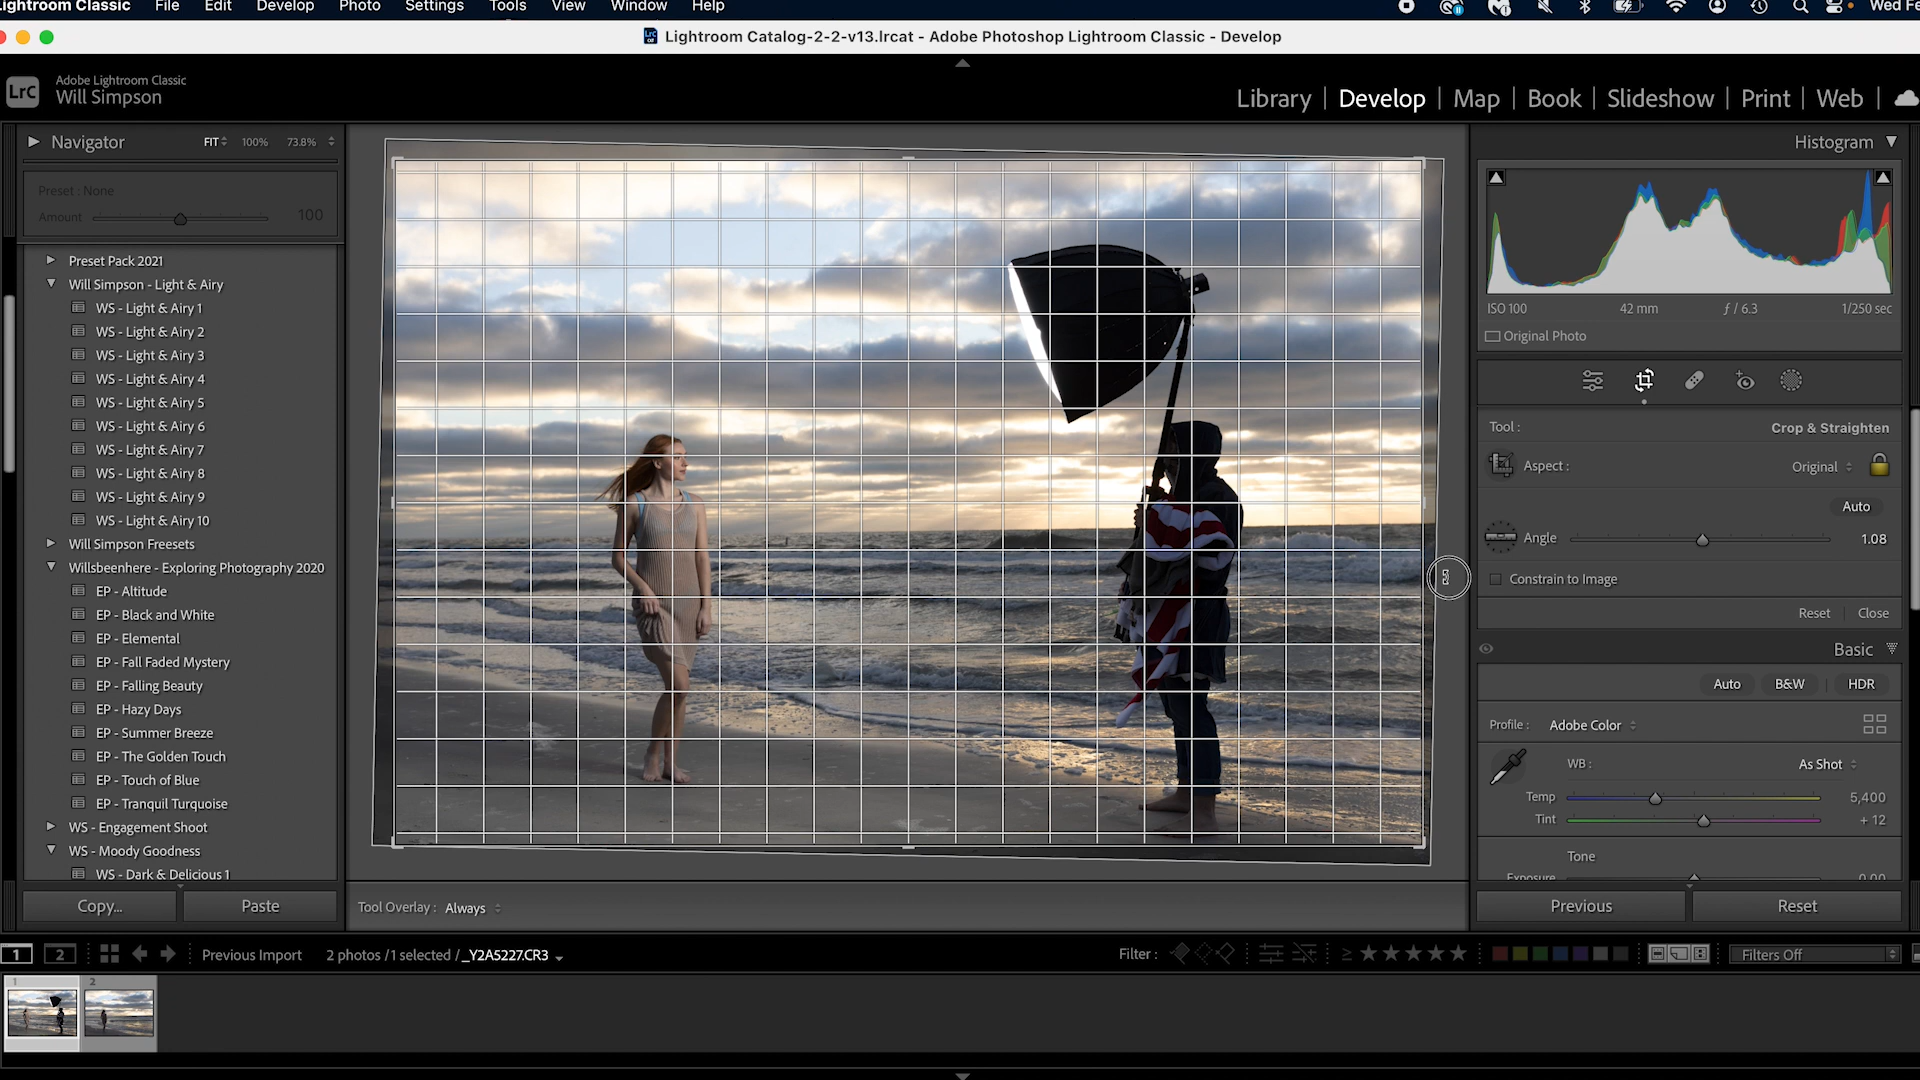 Lightroom Classic File Edit Develop Photo Settings Tools View Window Help Wed Fe
Lightroom Catalog-2-2-v13.lrcat - Adobe Photoshop Lightroom Classic - Develop
LrC Adobe Lightroom Classic
Will Simpson
Library | Develop | Map | Book | Slideshow | Print | Web |
Navigator FIT 100% 73.8%
Preset : None
Amount 100
Preset Pack 2021
Will Simpson - Light & Airy
WS - Light & Airy 1
WS - Light & Airy 2
WS - Light & Airy 3
WS - Light & Airy 4
WS - Light & Airy 5
WS - Light & Airy 6
WS - Light & Airy 7
WS - Light & Airy 8
WS - Light & Airy 9
WS - Light & Airy 10
Will Simpson Freesets
Willsbeenhere - Exploring Photography 2020
EP - Altitude
EP - Black and White
EP - Elemental
EP - Fall Faded Mystery
EP - Falling Beauty
EP - Hazy Days
EP - Summer Breeze
EP - The Golden Touch
EP - Touch of Blue
EP - Tranquil Turquoise
WS - Engagement Shoot
WS - Moody Goodness
WS - Dark & Delicious 1
Copy... Paste
Tool Overlay : Always
Histogram
ISO 100 42 mm ƒ / 6.3 1/250 sec
Original Photo
Tool : Crop & Straighten
Aspect : Original
Auto
Angle 1.08
Constrain to Image
Reset Close
Basic
Auto B&W HDR
Profile : Adobe Color
WB : As Shot
Temp 5,400
Tint + 12
Tone
Exposure 0.00
Previous Reset
1 2 Previous Import 2 photos / 1 selected / _Y2A5227.CR3 Filter : ≥ Filters Off
1 2